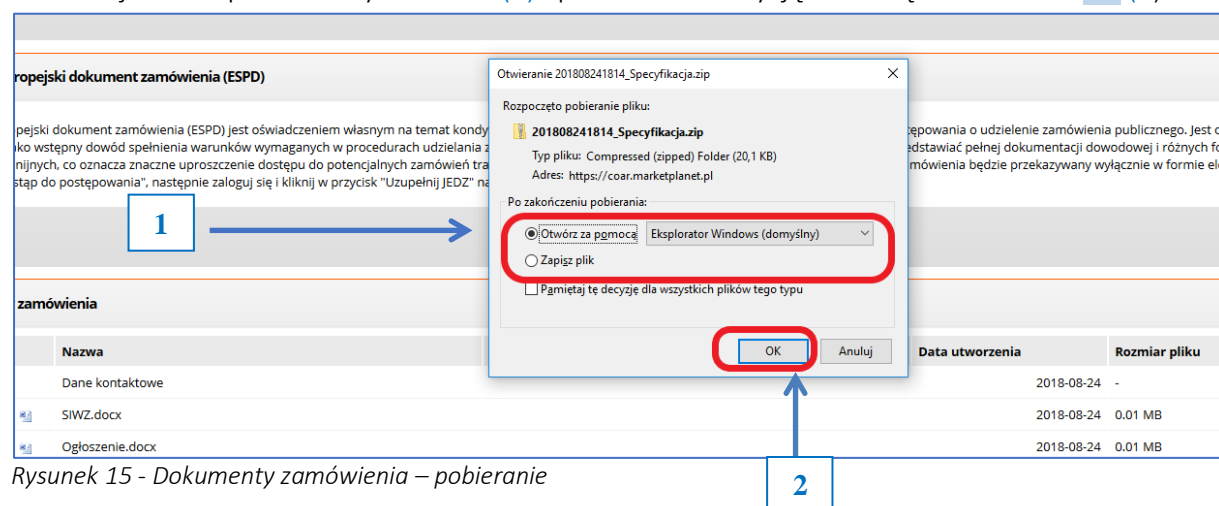 ropejski dokument zamówienia (ESPD)
pejski dokument zamówienia (ESPD) jest oświadczeniem własnym na temat kondy
ko wstępny dowód spełnienia warunków wymaganych w procedurach udzielania z
nijnych, co oznacza znaczne uproszczenie dostępu do potencjalnych zamówień tra
stąp do postępowania", następnie zaloguj się i kliknij w przycisk "Uzupełnij JEDZ" na
ępowania o udzielenie zamówienia publicznego. Jest c
edstawiać pełnej dokumentacji dowodowej i różnych fo
mówienia będzie przekazywany wyłącznie w formie ele
Otwieranie 201808241814_Specyfikacja.zip
Rozpoczęto pobieranie pliku:
201808241814_Specyfikacja.zip
Typ pliku: Compressed (zipped) Folder (20,1 KB)
Adres: https://coar.marketplanet.pl
Po zakończeniu pobierania:
Otwórz za pomocą Eksplorator Windows (domyślny)
Zapisz plik
Pamiętaj tę decyzję dla wszystkich plików tego typu
OK Anuluj
1
zamówienia
Nazwa Data utworzenia Rozmiar pliku
Dane kontaktowe 2018-08-24 -
SIWZ.docx 2018-08-24 0.01 MB
Ogłoszenie.docx 2018-08-24 0.01 MB
Rysunek 15 - Dokumenty zamówienia – pobieranie
2